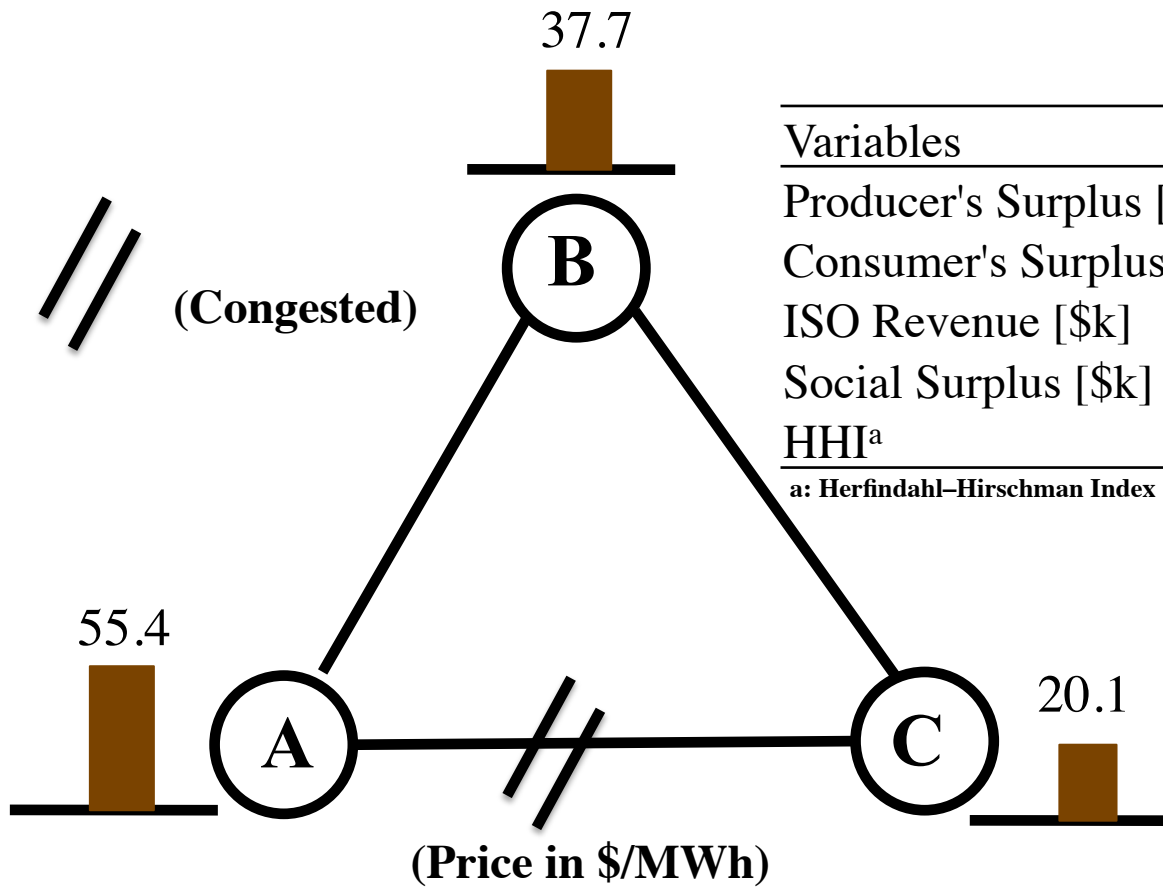 37.7
Variables
Producer's Surplus [
Consumer's Surplus
ISO Revenue [$k]
Social Surplus [$k]
HHIᵃ
a: Herfindahl–Hirschman Index
B
(Congested)
55.4
A
C
20.1
(Price in $/MWh)